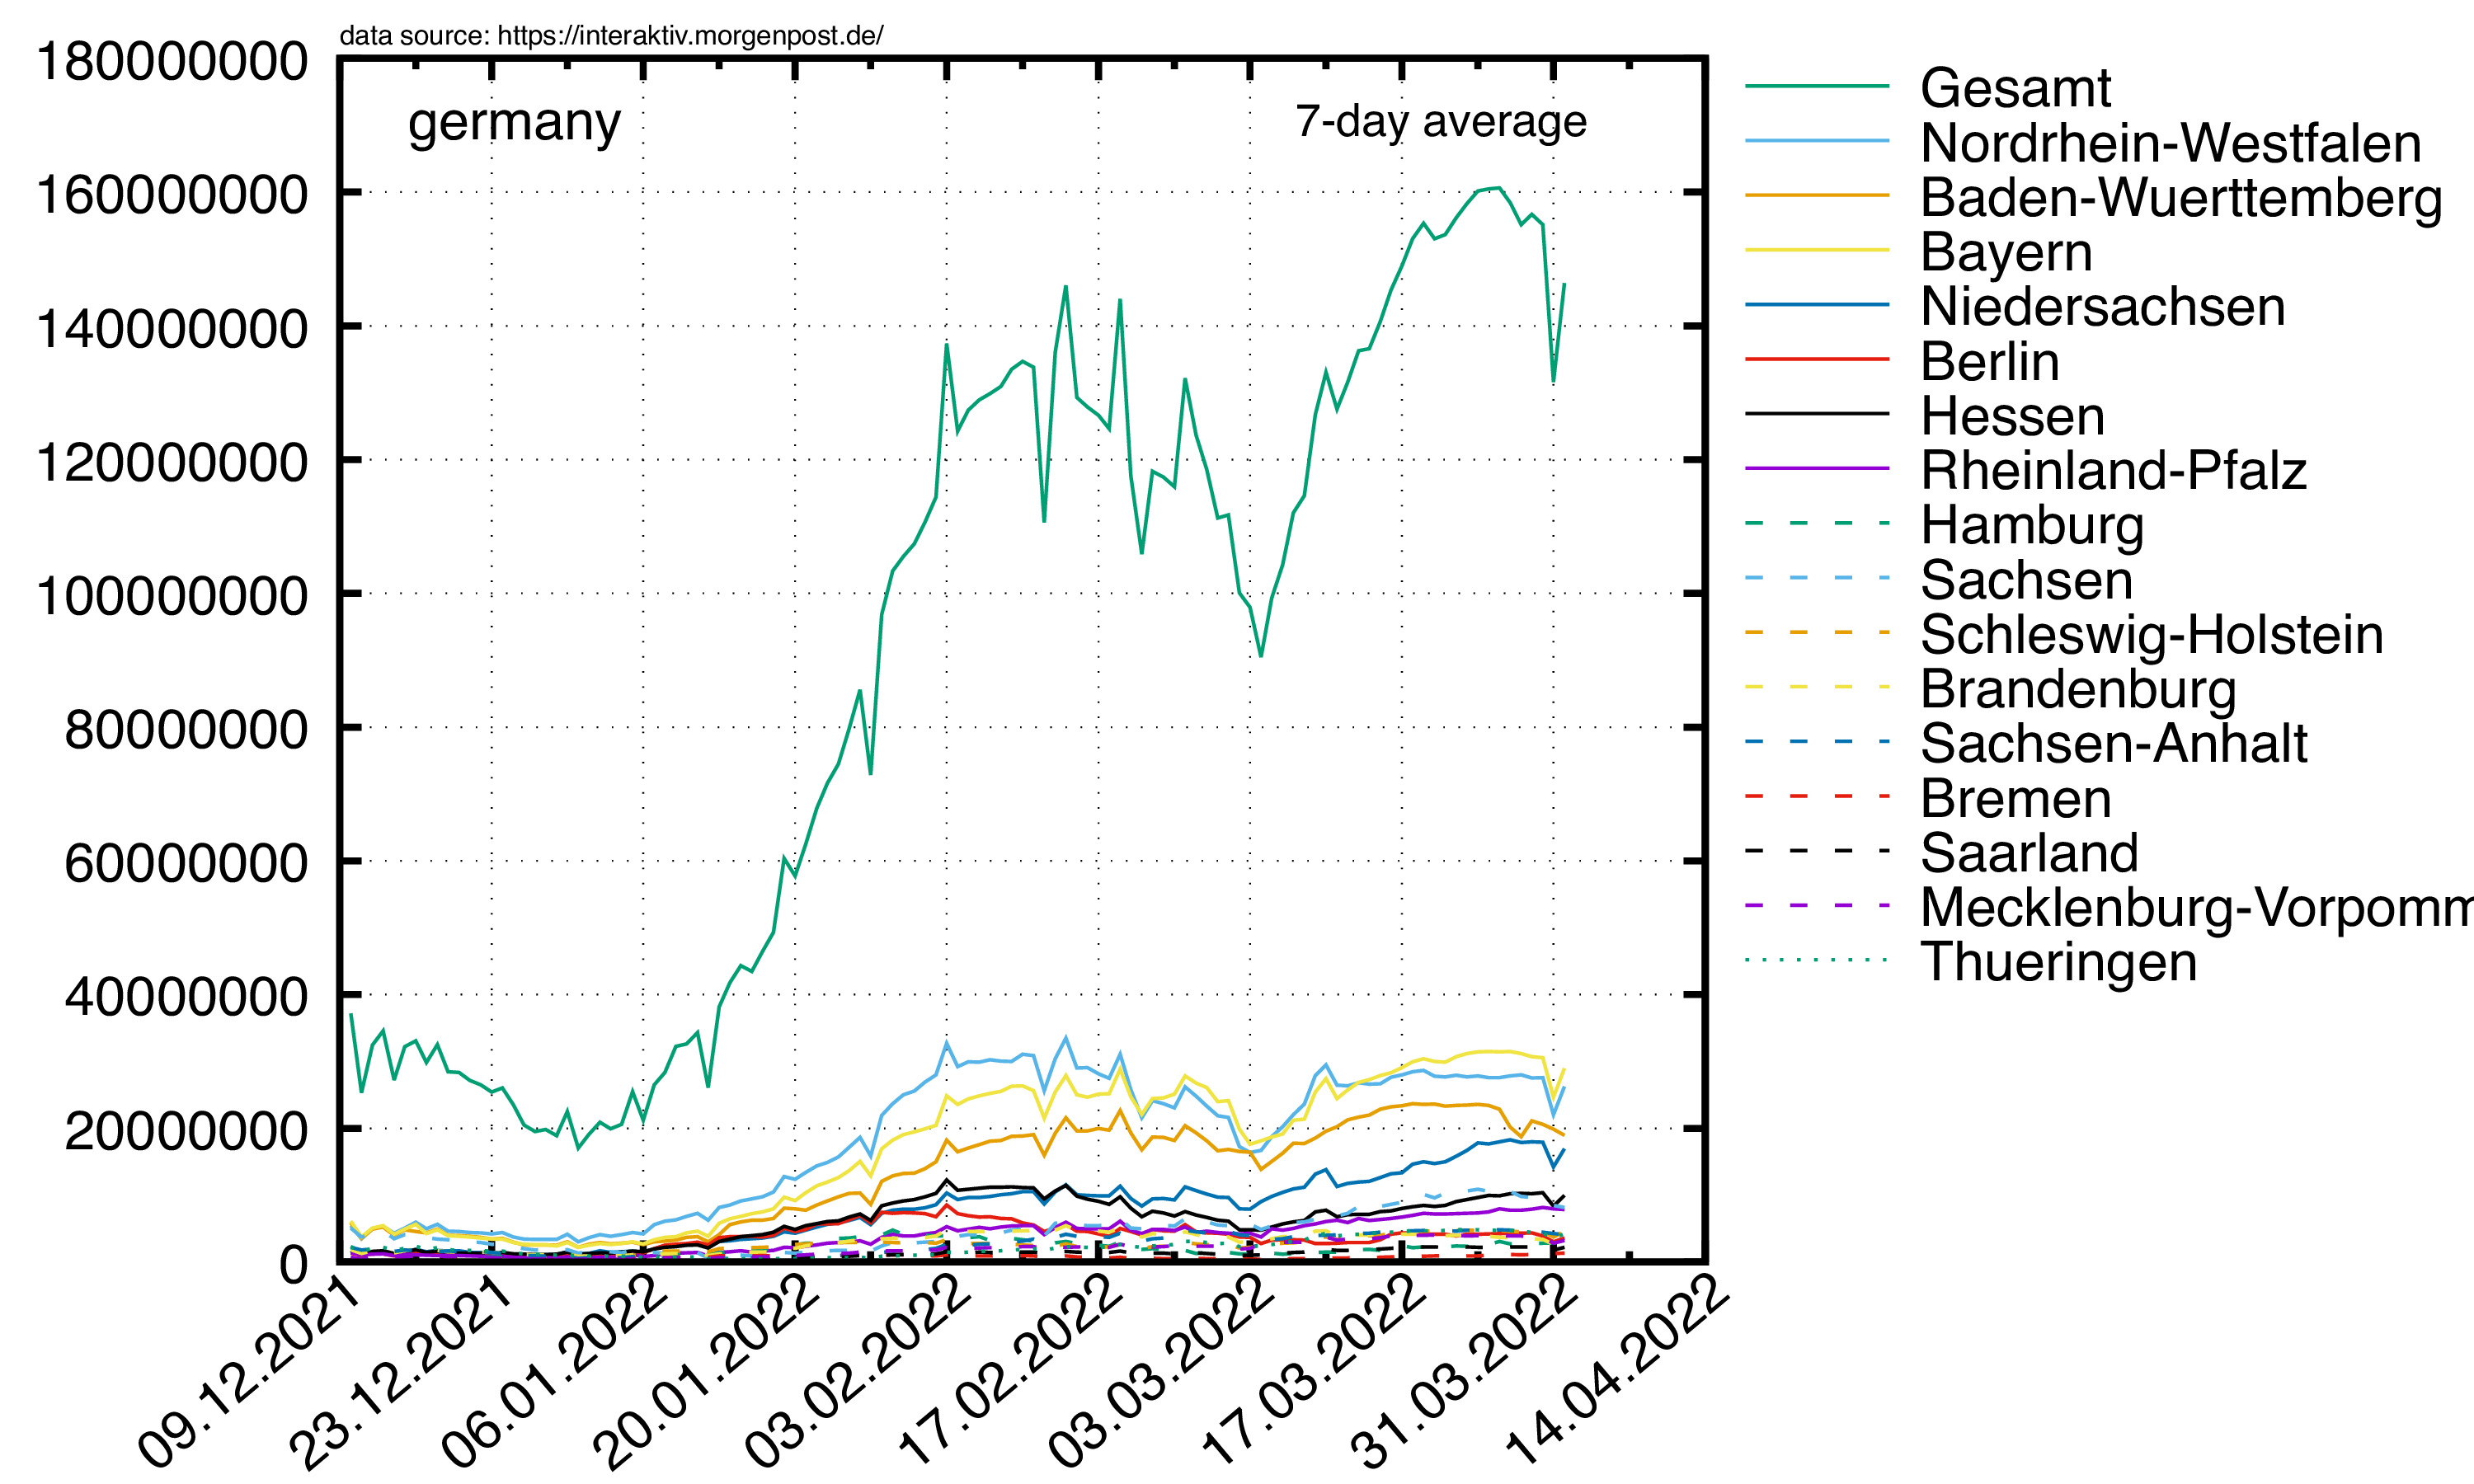 data source: https://interaktiv.morgenpost.de/
germany
7-day average
180000000
160000000
140000000
120000000
100000000
80000000
60000000
40000000
20000000
0
09.12.2021
23.12.2021
06.01.2022
20.01.2022
03.02.2022
17.02.2022
03.03.2022
17.03.2022
31.03.2022
14.04.2022
Gesamt
Nordrhein-Westfalen
Baden-Wuerttemberg
Bayern
Niedersachsen
Berlin
Hessen
Rheinland-Pfalz
Hamburg
Sachsen
Schleswig-Holstein
Brandenburg
Sachsen-Anhalt
Bremen
Saarland
Mecklenburg-Vorpomm
Thueringen